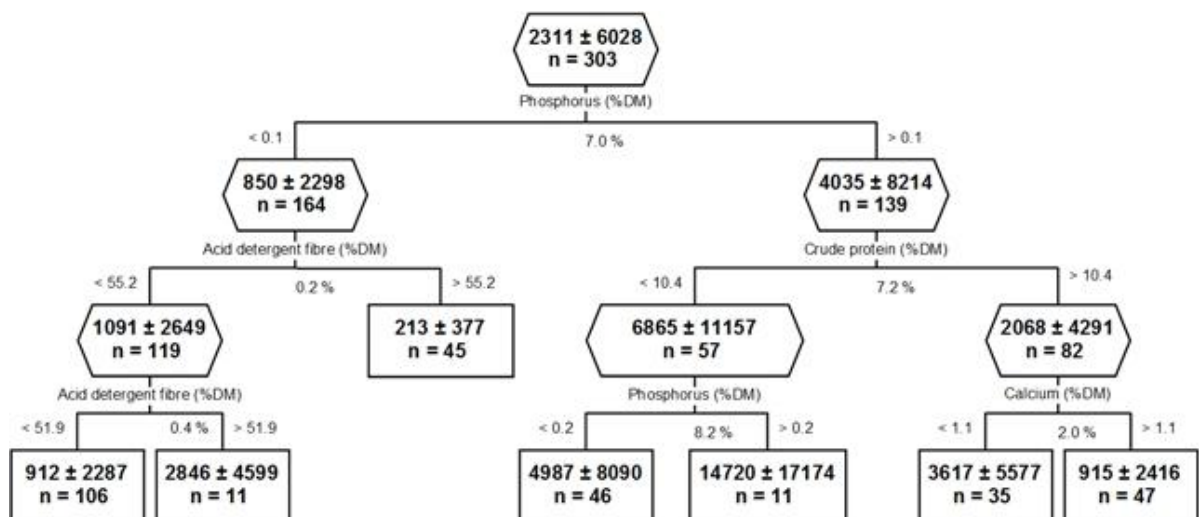 2311 ± 6028
n = 303
Phosphorus (%DM)
< 0.1
7.0 %
> 0.1
850 ± 2298
n = 164
4035 ± 8214
n = 139
Acid detergent fibre (%DM)
Crude protein (%DM)
< 55.2
0.2 %
> 55.2
< 10.4
7.2 %
> 10.4
1091 ± 2649
n = 119
213 ± 377
n = 45
6865 ± 11157
n = 57
2068 ± 4291
n = 82
Acid detergent fibre (%DM)
Phosphorus (%DM)
Calcium (%DM)
< 51.9
0.4 %
> 51.9
< 0.2
8.2 %
> 0.2
< 1.1
2.0 %
> 1.1
912 ± 2287
n = 106
2846 ± 4599
n = 11
4987 ± 8090
n = 46
14720 ± 17174
n = 11
3617 ± 5577
n = 35
915 ± 2416
n = 47